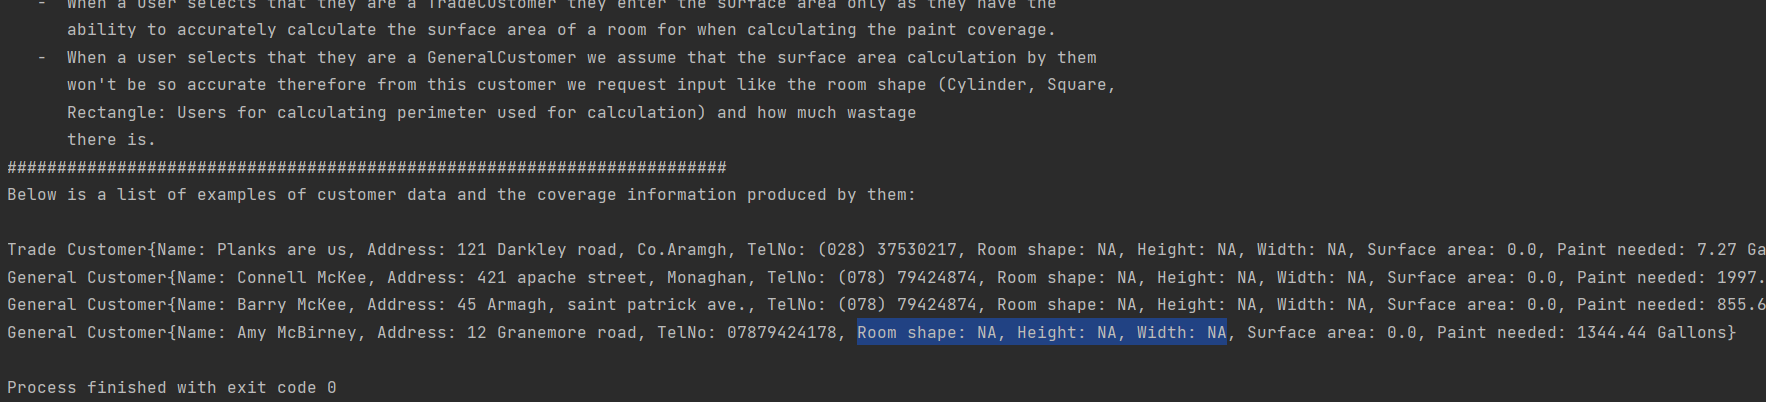 - When a user selects that they are a TradeCustomer they enter the surface area only as they have the
ability to accurately calculate the surface area of a room for when calculating the paint coverage.
- When a user selects that they are a GeneralCustomer we assume that the surface area calculation by them
won't be so accurate therefore from this customer we request input like the room shape (Cylinder, Square,
Rectangle: Users for calculating perimeter used for calculation) and how much wastage
there is.
########################################################################
Below is a list of examples of customer data and the coverage information produced by them:
Trade Customer{Name: Planks are us, Address: 121 Darkley road, Co.Aramgh, TelNo: (028) 37530217, Room shape: NA, Height: NA, Width: NA, Surface area: 0.0, Paint needed: 7.27 Ga
General Customer{Name: Connell McKee, Address: 421 apache street, Monaghan, TelNo: (078) 79424874, Room shape: NA, Height: NA, Width: NA, Surface area: 0.0, Paint needed: 1997.
General Customer{Name: Barry McKee, Address: 45 Armagh, saint patrick ave., TelNo: (078) 79424874, Room shape: NA, Height: NA, Width: NA, Surface area: 0.0, Paint needed: 855.6
General Customer{Name: Amy McBirney, Address: 12 Granemore road, TelNo: 07879424178, Room shape: NA, Height: NA, Width: NA, Surface area: 0.0, Paint needed: 1344.44 Gallons}
Process finished with exit code 0